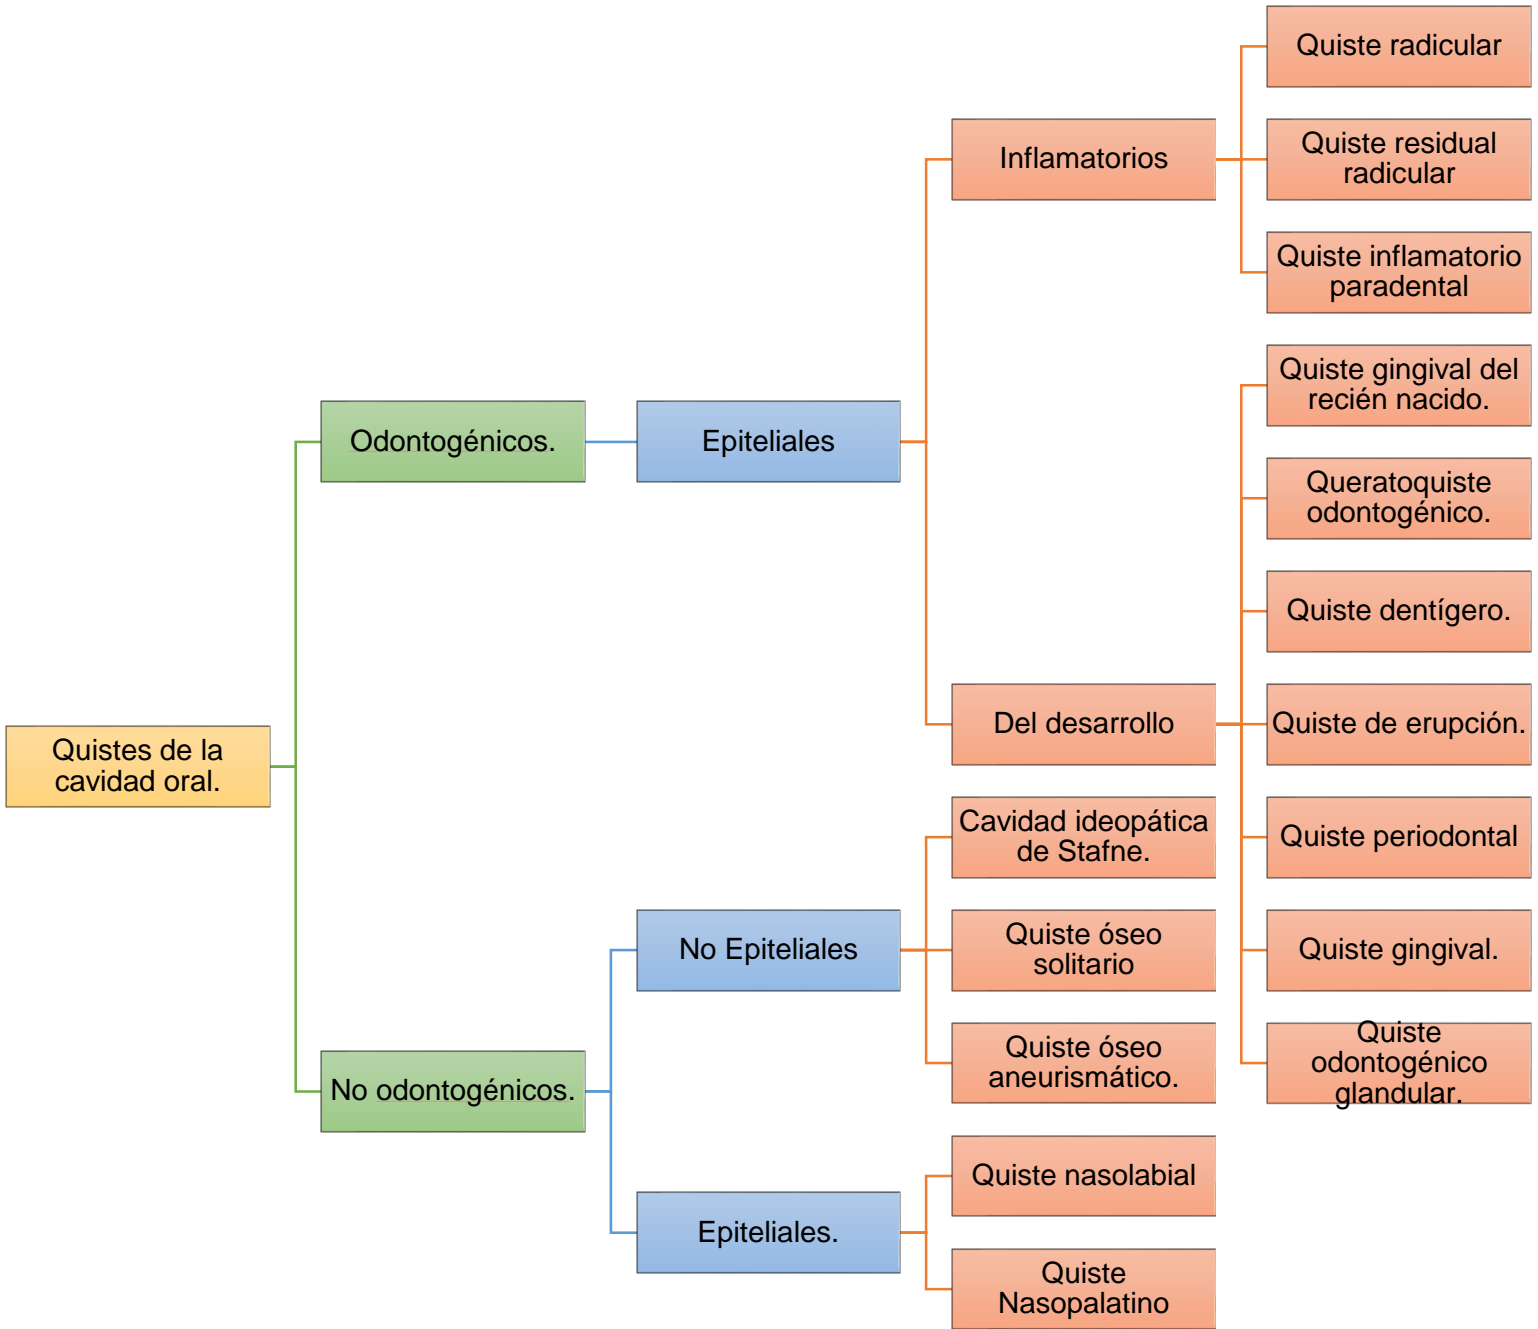 Quistes de la
cavidad oral.
Odontogénicos.
Epiteliales
Inflamatorios
Quiste radicular
Quiste residual
radicular
Quiste inflamatorio
paradental
Del desarrollo
Quiste gingival del
recién nacido.
Queratoquiste
odontogénico.
Quiste dentígero.
Quiste de erupción.
Quiste periodontal
Quiste gingival.
Quiste
odontogénico
glandular.
No odontogénicos.
No Epiteliales
Cavidad ideopática
de Stafne.
Quiste óseo
solitario
Quiste óseo
aneurismático.
Epiteliales.
Quiste nasolabial
Quiste
Nasopalatino